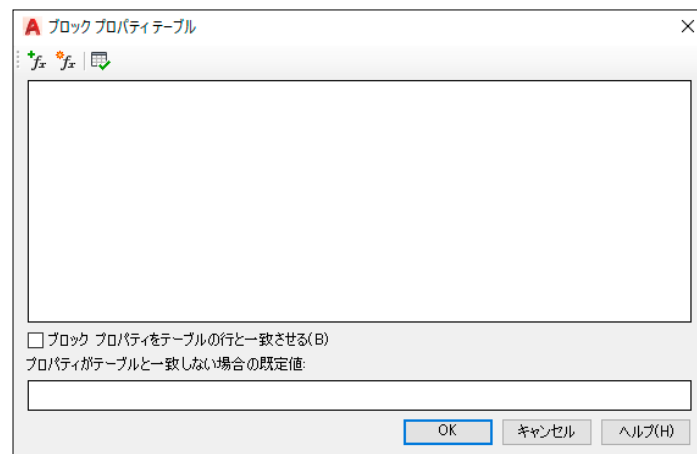 ブロック プロパティ テーブル
fx fx
ブロック プロパティをテーブルの行と一致させる(B)
プロパティがテーブルと一致しない場合の既定値:
OK キャンセル ヘルプ(H)